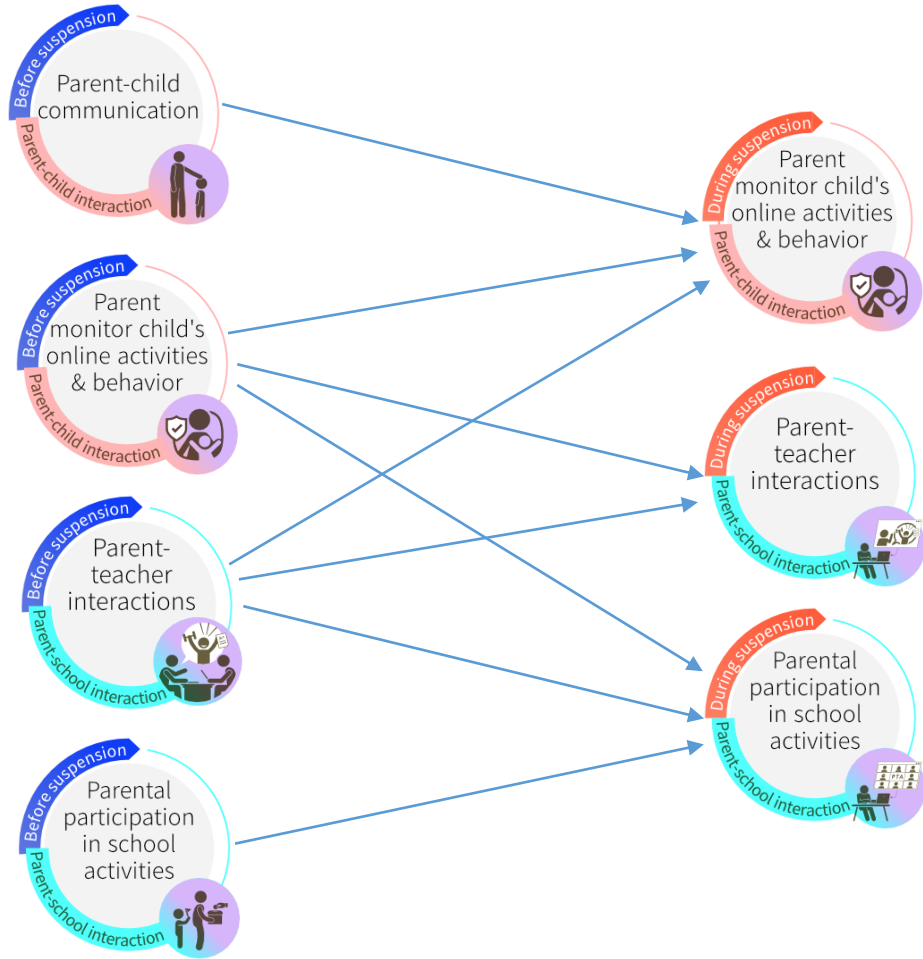 Before suspension
Parent-child
communication
Parent-child interaction
Before suspension
Parent
monitor child's
online activities
& behavior
Parent-child interaction
Before suspension
Parent-
teacher
interactions
Parent-school interaction
Before suspension
Parental
participation
in school
activities
Parent-school interaction
During suspension
Parent
monitor child's
online activities
& behavior
Parent-child interaction
During suspension
Parent-
teacher
interactions
Parent-school interaction
During suspension
Parental
participation
in school
activities
PTA
Parent-school interaction